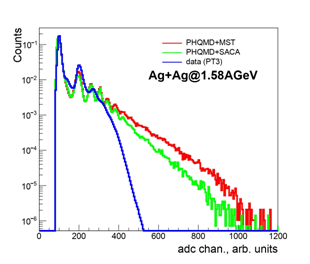 Counts
PHQMD+MST
PHQMD+SACA
data (PT3)
Ag+Ag@1.58AGeV
10⁻¹
10⁻²
10⁻³
10⁻⁴
10⁻⁵
10⁻⁶
0 200 400 600 800 1000 1200
adc chan., arb. units